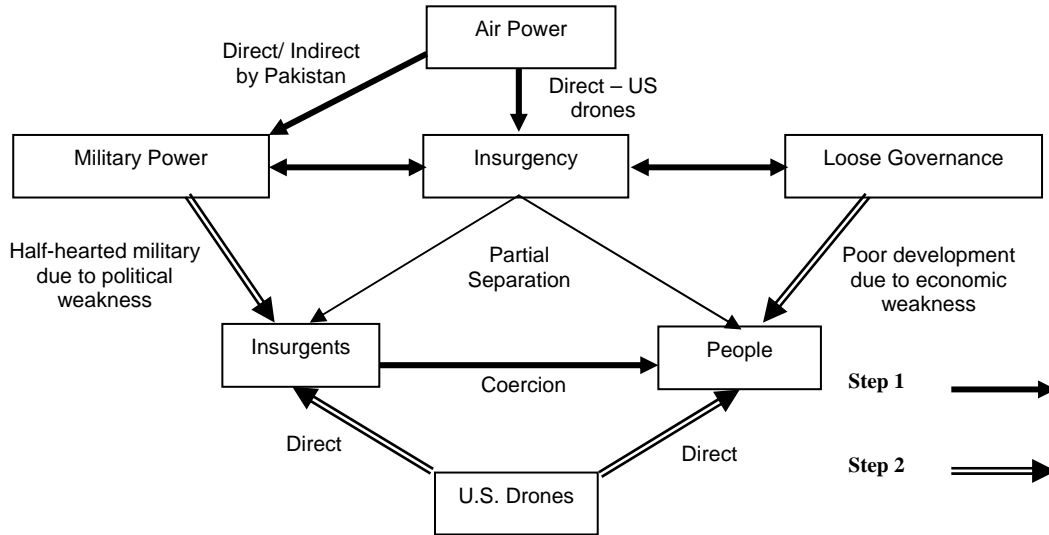 Air Power
Direct/ Indirect
by Pakistan
Direct – US
drones
Military Power
Insurgency
Loose Governance
Half-hearted military
due to political
weakness
Partial
Separation
Poor development
due to economic
weakness
Insurgents
People
Coercion
Step 1
Direct
Direct
Step 2
U.S. Drones